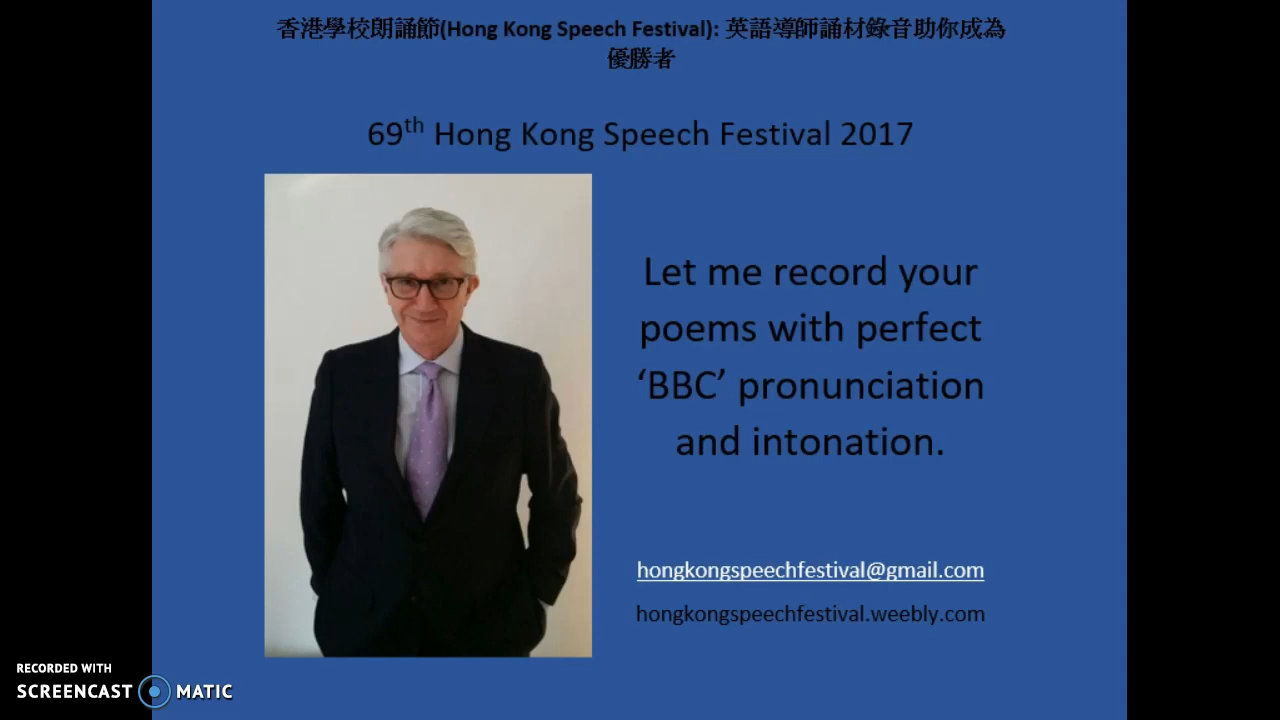 香港學校朗誦節(Hong Kong Speech Festival): 英語導師誦材錄音助你成為
優勝者
69th Hong Kong Speech Festival 2017
Let me record your
poems with perfect
‘BBC’ pronunciation
and intonation.
hongkongspeechfestival@gmail.com
hongkongspeechfestival.weebly.com
RECORDED WITH
SCREENCAST MATIC